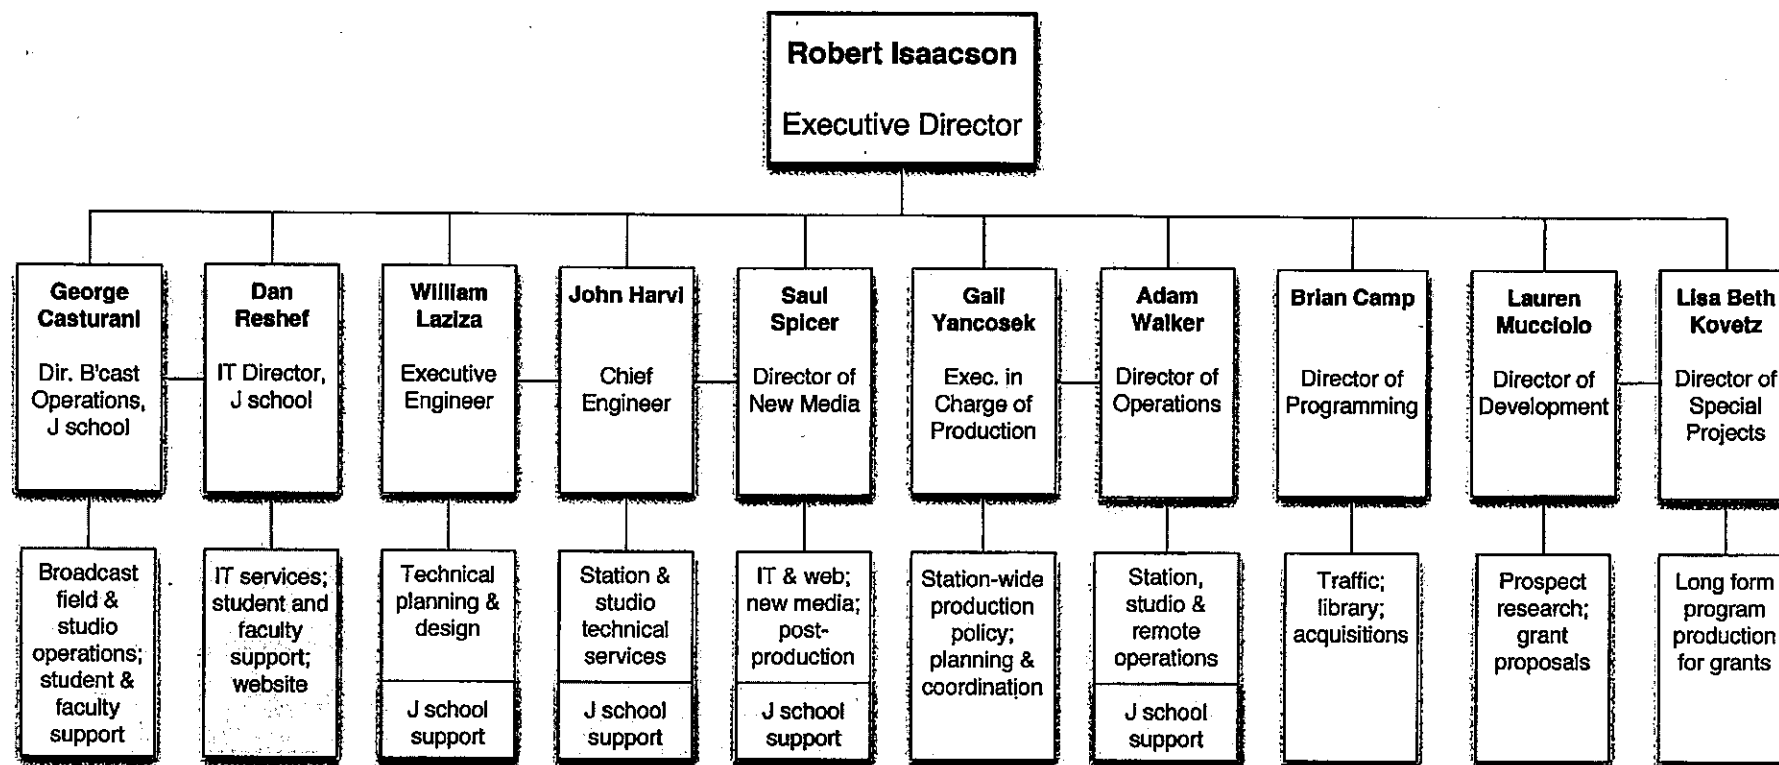 Robert Isaacson
Executive Director
George
Casturani
Dir. B'cast
Operations,
J school
Dan
Reshef
IT Director,
J school
William
Laziza
Executive
Engineer
John Harvi
Chief
Engineer
Saul
Spicer
Director of
New Media
Gail
Yancosek
Exec. in
Charge of
Production
Adam
Walker
Director of
Operations
Brian Camp
Director of
Programming
Lauren
Mucciolo
Director of
Development
Lisa Beth
Kovetz
Director of
Special
Projects
Broadcast
field &
studio
operations;
student &
faculty
support
IT services;
student and
faculty
support;
website
Technical
planning &
design
J school
support
Station &
studio
technical
services
J school
support
IT & web;
new media;
post-
production
J school
support
Station-wide
production
policy;
planning &
coordination
Station,
studio &
remote
operations
J school
support
Traffic;
library;
acquisitions
Prospect
research;
grant
proposals
Long form
program
production
for grants